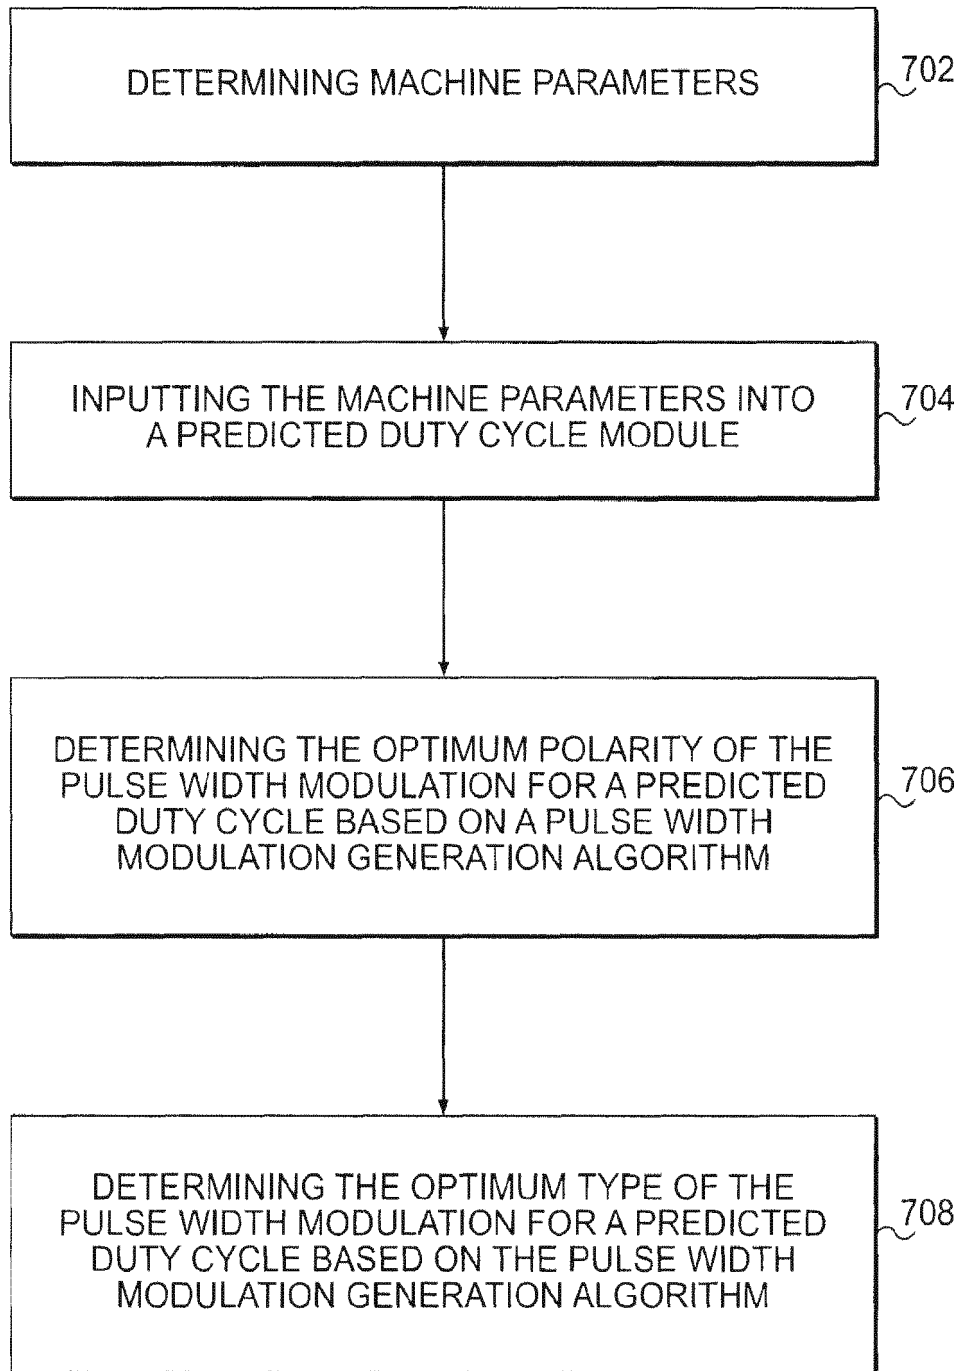 DETERMINING MACHINE PARAMETERS
702
INPUTTING THE MACHINE PARAMETERS INTO
A PREDICTED DUTY CYCLE MODULE
704
DETERMINING THE OPTIMUM POLARITY OF THE
PULSE WIDTH MODULATION FOR A PREDICTED
DUTY CYCLE BASED ON A PULSE WIDTH
MODULATION GENERATION ALGORITHM
706
DETERMINING THE OPTIMUM TYPE OF THE
PULSE WIDTH MODULATION FOR A PREDICTED
DUTY CYCLE BASED ON THE PULSE WIDTH
MODULATION GENERATION ALGORITHM
708